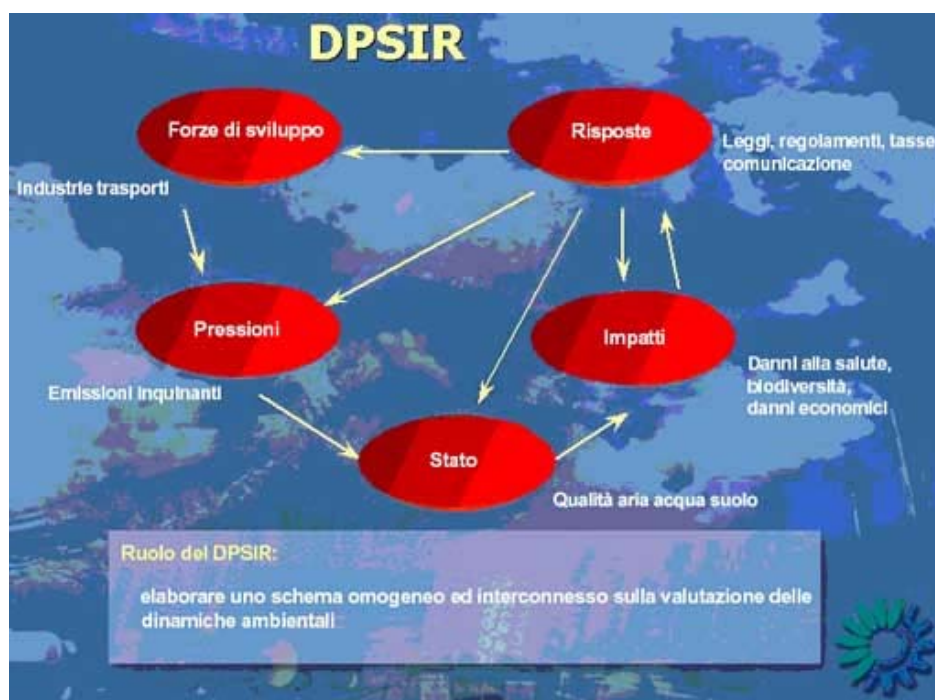 DPSIR
Forze di sviluppo
Risposte
Leggi, regolamenti, tasse
comunicazione
Industrie trasporti
Pressioni
Impatti
Emissioni inquinanti
Danni alla salute,
biodiversità,
danni economici
Stato
Qualità aria acqua suolo
Ruolo del DPSIR:
elaborare uno schema omogeneo ed interconnesso sulla valutazione delle
dinamiche ambientali